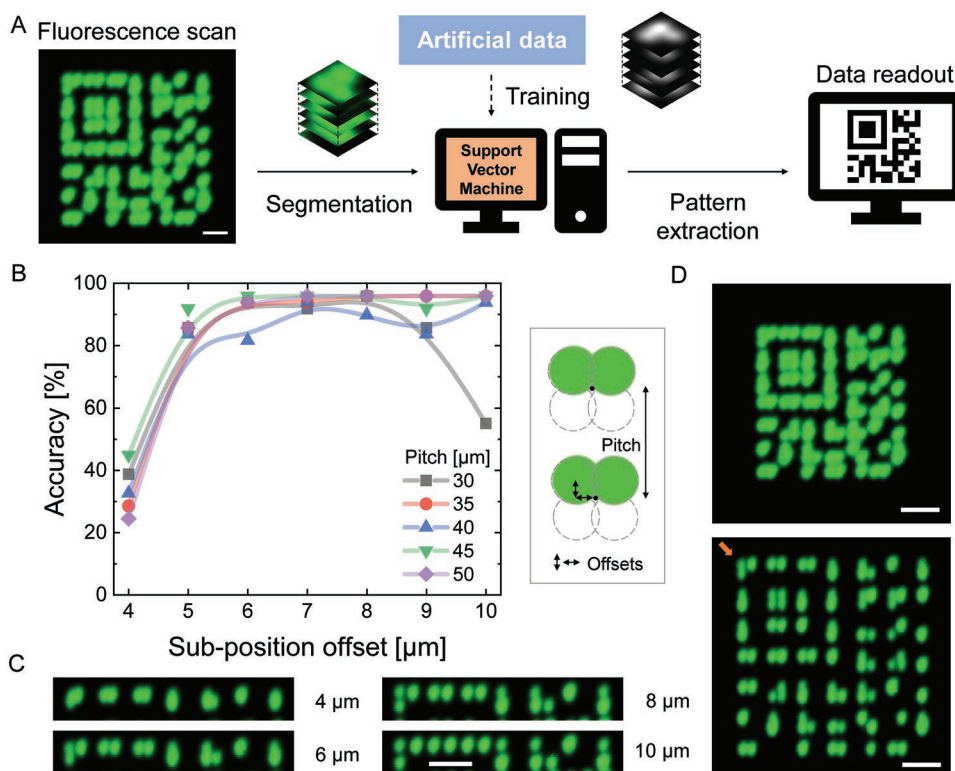 A
Fluorescence scan
Artificial data
Training
Support
Vector
Machine
Segmentation
Pattern
extraction
Data readout
B
Accuracy [%]
100
80
60
40
20
0
4 5 6 7 8 9 10
Sub-position offset [µm]
Pitch [µm]
30
35
40
45
50
Pitch
Offsets
C
4 µm
6 µm
8 µm
10 µm
D